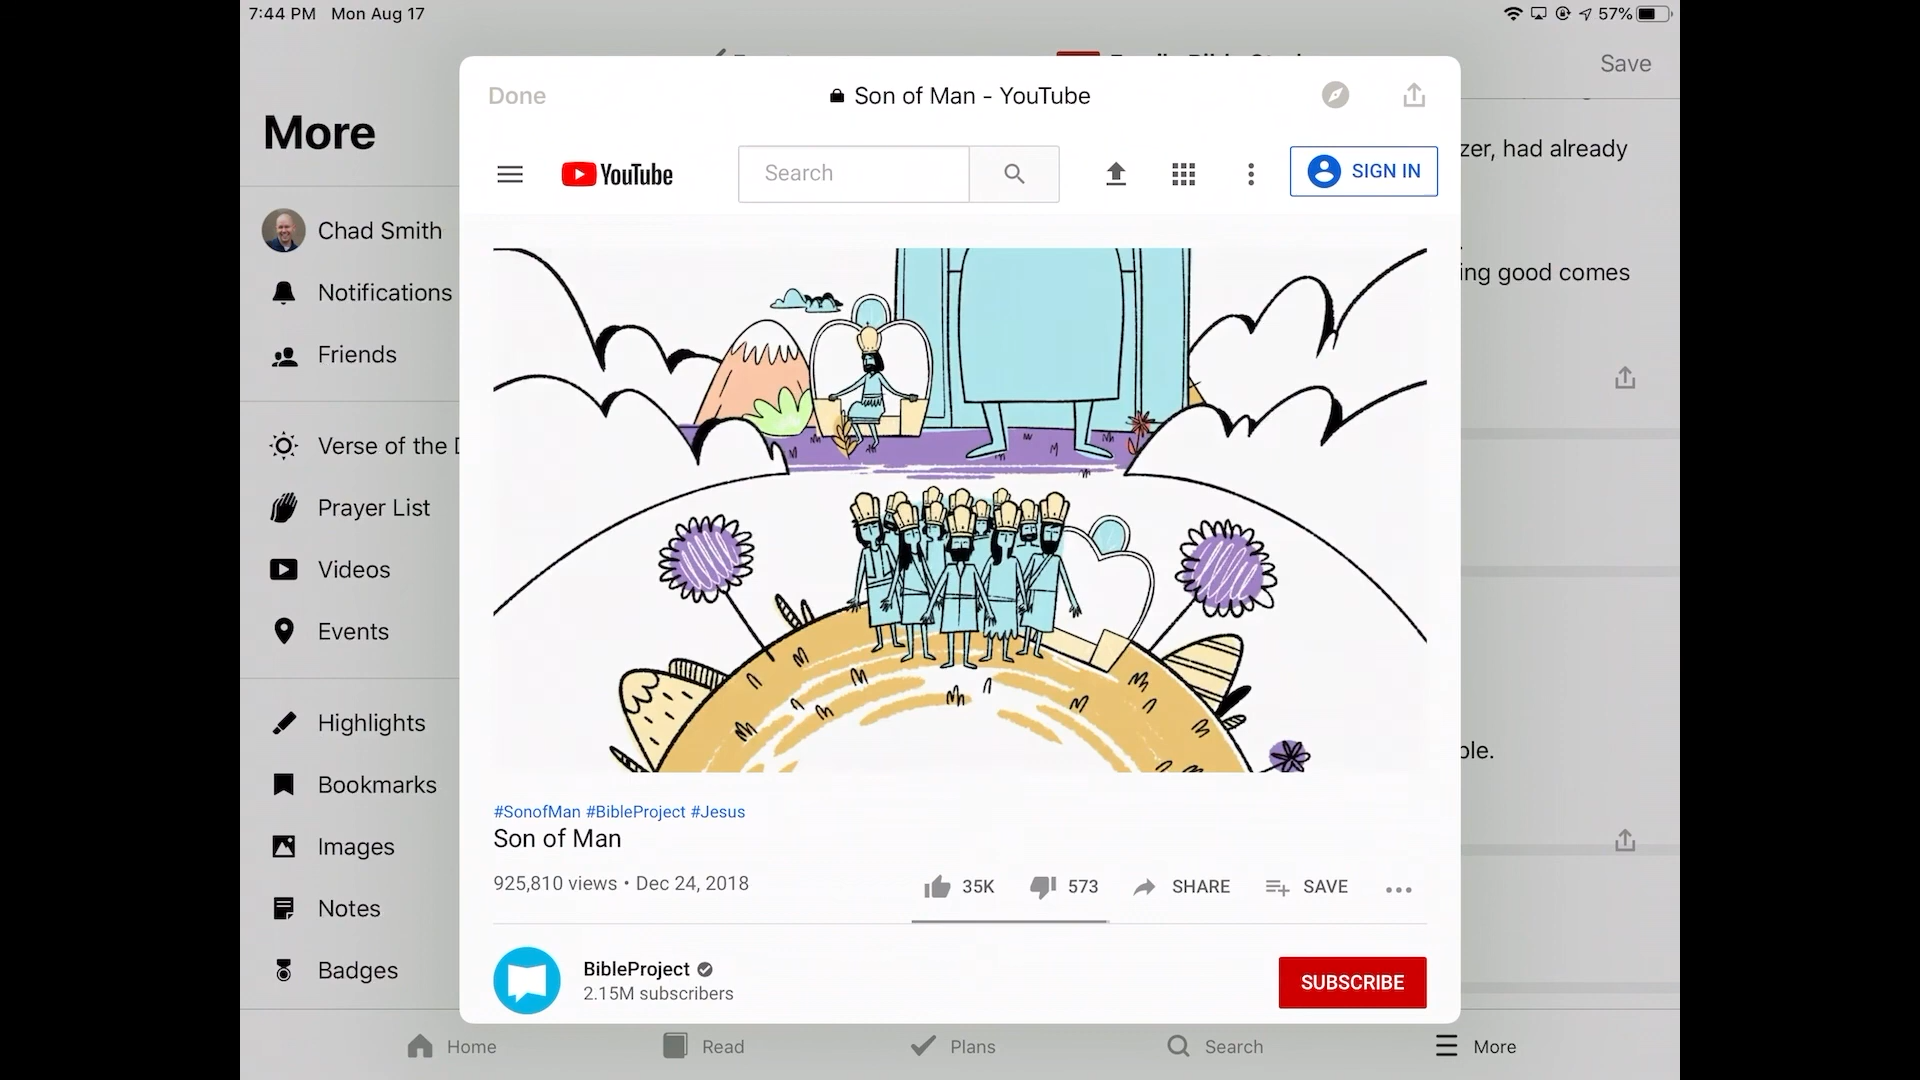 7:44 PM Mon Aug 17
57%
Save
More
Chad Smith
Notifications
Friends
Verse of the
Prayer List
Videos
Events
Highlights
Bookmarks
Images
Notes
Badges
Done
Son of Man - YouTube
YouTube
Search
SIGN IN
#SonofMan #BibleProject #Jesus
Son of Man
925,810 views • Dec 24, 2018
35K
573
SHARE
SAVE
BibleProject
2.15M subscribers
SUBSCRIBE
had already
good comes
Home
Read
Plans
Search
More